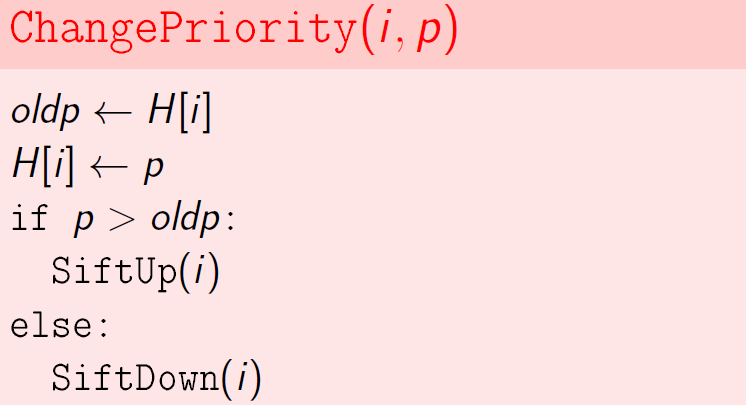 ChangePriority(i, p)
oldp ← H[i]
H[i] ← p
if p > oldp:
SiftUp(i)
else:
SiftDown(i)